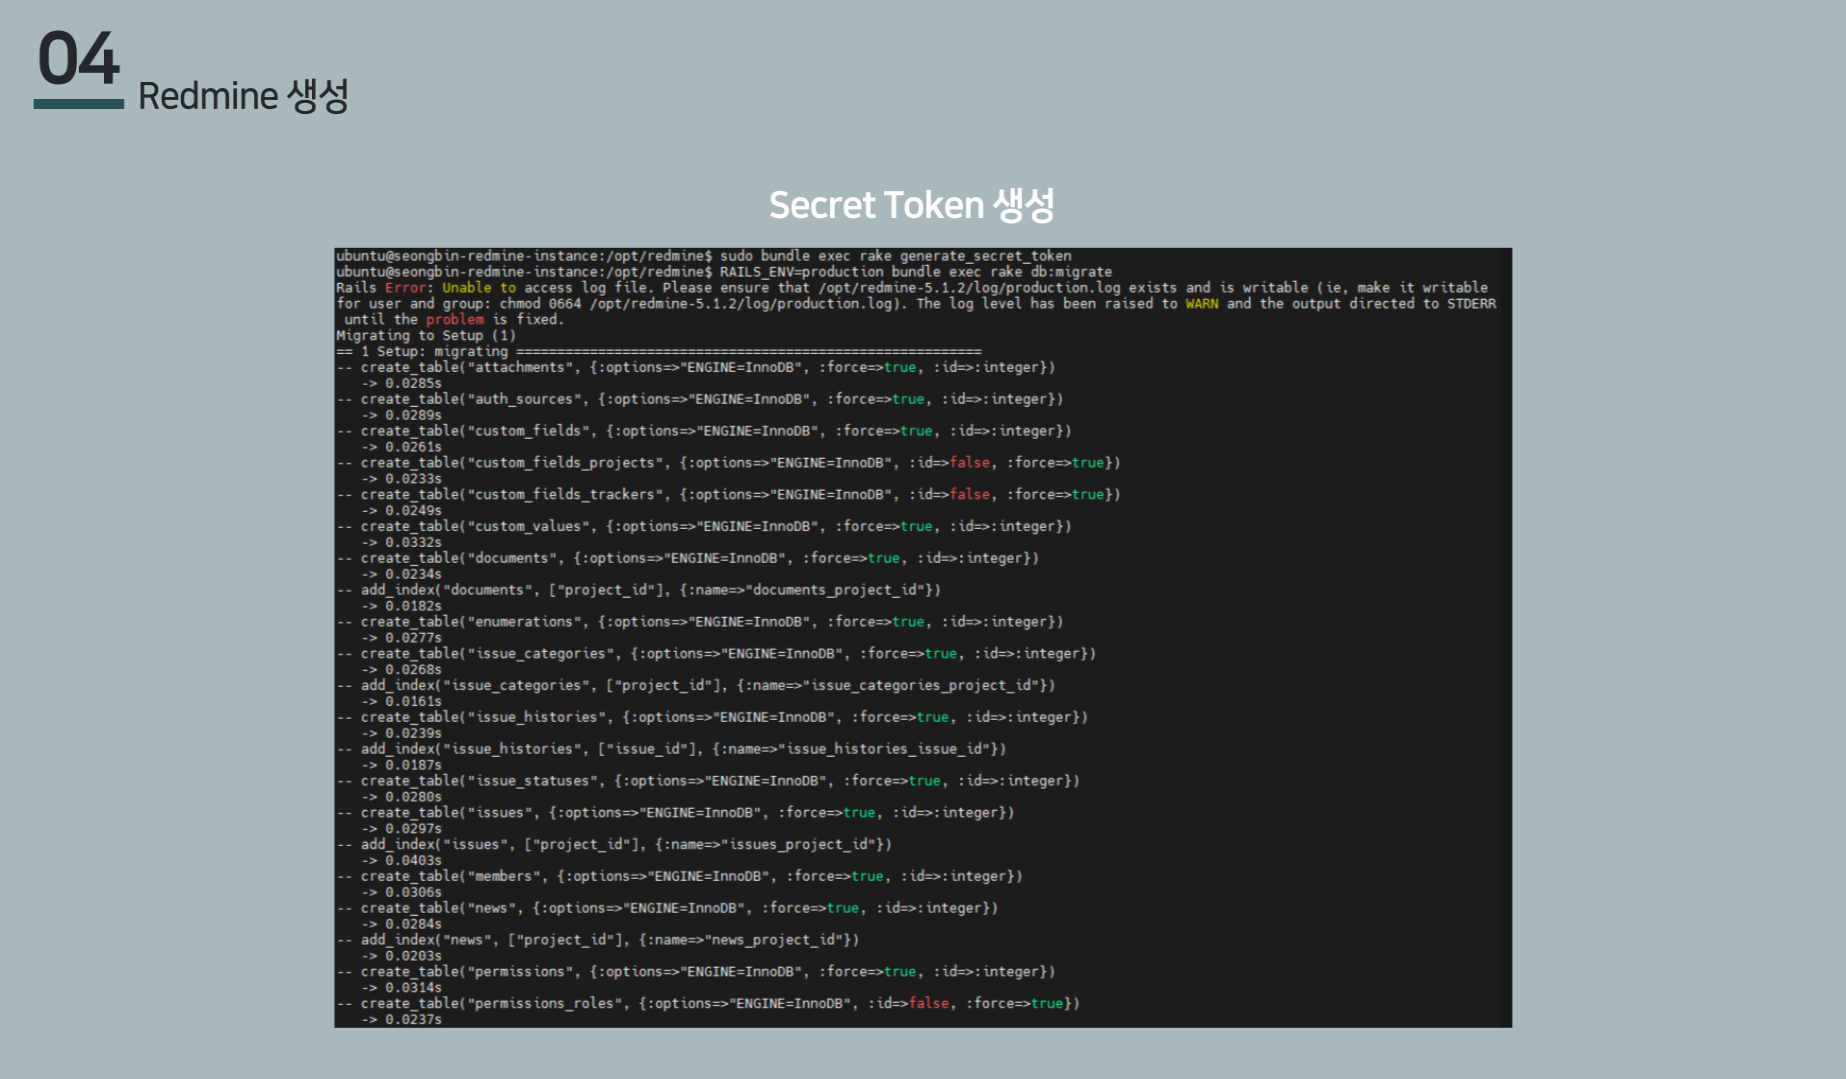 04
Redmine 생성
Secret Token 생성
ubuntu@seongbin-redmine-instance:/opt/redmine$ sudo bundle exec rake generate_secret_token
ubuntu@seongbin-redmine-instance:/opt/redmine$ RAILS_ENV=production bundle exec rake db:migrate
Rails Error: Unable to access log file. Please ensure that /opt/redmine-5.1.2/log/production.log exists and is writable (ie, make it writable
for user and group: chmod 0664 /opt/redmine-5.1.2/log/production.log). The log level has been raised to WARN and the output directed to STDERR
until the problem is fixed.
Migrating to Setup (1)
== 1 Setup: migrating =========================================================
-- create_table("attachments", {:options=>"ENGINE=InnoDB", :force=>true, :id=>:integer})
-> 0.0285s
-- create_table("auth_sources", {:options=>"ENGINE=InnoDB", :force=>true, :id=>:integer})
-> 0.0289s
-- create_table("custom_fields", {:options=>"ENGINE=InnoDB", :force=>true, :id=>:integer})
-> 0.0261s
-- create_table("custom_fields_projects", {:options=>"ENGINE=InnoDB", :id=>false, :force=>true})
-> 0.0233s
-- create_table("custom_fields_trackers", {:options=>"ENGINE=InnoDB", :id=>false, :force=>true})
-> 0.0249s
-- create_table("custom_values", {:options=>"ENGINE=InnoDB", :force=>true, :id=>:integer})
-> 0.0332s
-- create_table("documents", {:options=>"ENGINE=InnoDB", :force=>true, :id=>:integer})
-> 0.0234s
-- add_index("documents", ["project_id"], {:name=>"documents_project_id"})
-> 0.0182s
-- create_table("enumerations", {:options=>"ENGINE=InnoDB", :force=>true, :id=>:integer})
-> 0.0277s
-- create_table("issue_categories", {:options=>"ENGINE=InnoDB", :force=>true, :id=>:integer})
-> 0.0268s
-- add_index("issue_categories", ["project_id"], {:name=>"issue_categories_project_id"})
-> 0.0161s
-- create_table("issue_histories", {:options=>"ENGINE=InnoDB", :force=>true, :id=>:integer})
-> 0.0239s
-- add_index("issue_histories", ["issue_id"], {:name=>"issue_histories_issue_id"})
-> 0.0187s
-- create_table("issue_statuses", {:options=>"ENGINE=InnoDB", :force=>true, :id=>:integer})
-> 0.0280s
-- create_table("issues", {:options=>"ENGINE=InnoDB", :force=>true, :id=>:integer})
-> 0.0297s
-- add_index("issues", ["project_id"], {:name=>"issues_project_id"})
-> 0.0403s
-- create_table("members", {:options=>"ENGINE=InnoDB", :force=>true, :id=>:integer})
-> 0.0306s
-- create_table("news", {:options=>"ENGINE=InnoDB", :force=>true, :id=>:integer})
-> 0.0284s
-- add_index("news", ["project_id"], {:name=>"news_project_id"})
-> 0.0203s
-- create_table("permissions", {:options=>"ENGINE=InnoDB", :force=>true, :id=>:integer})
-> 0.0314s
-- create_table("permissions_roles", {:options=>"ENGINE=InnoDB", :id=>false, :force=>true})
-> 0.0237s